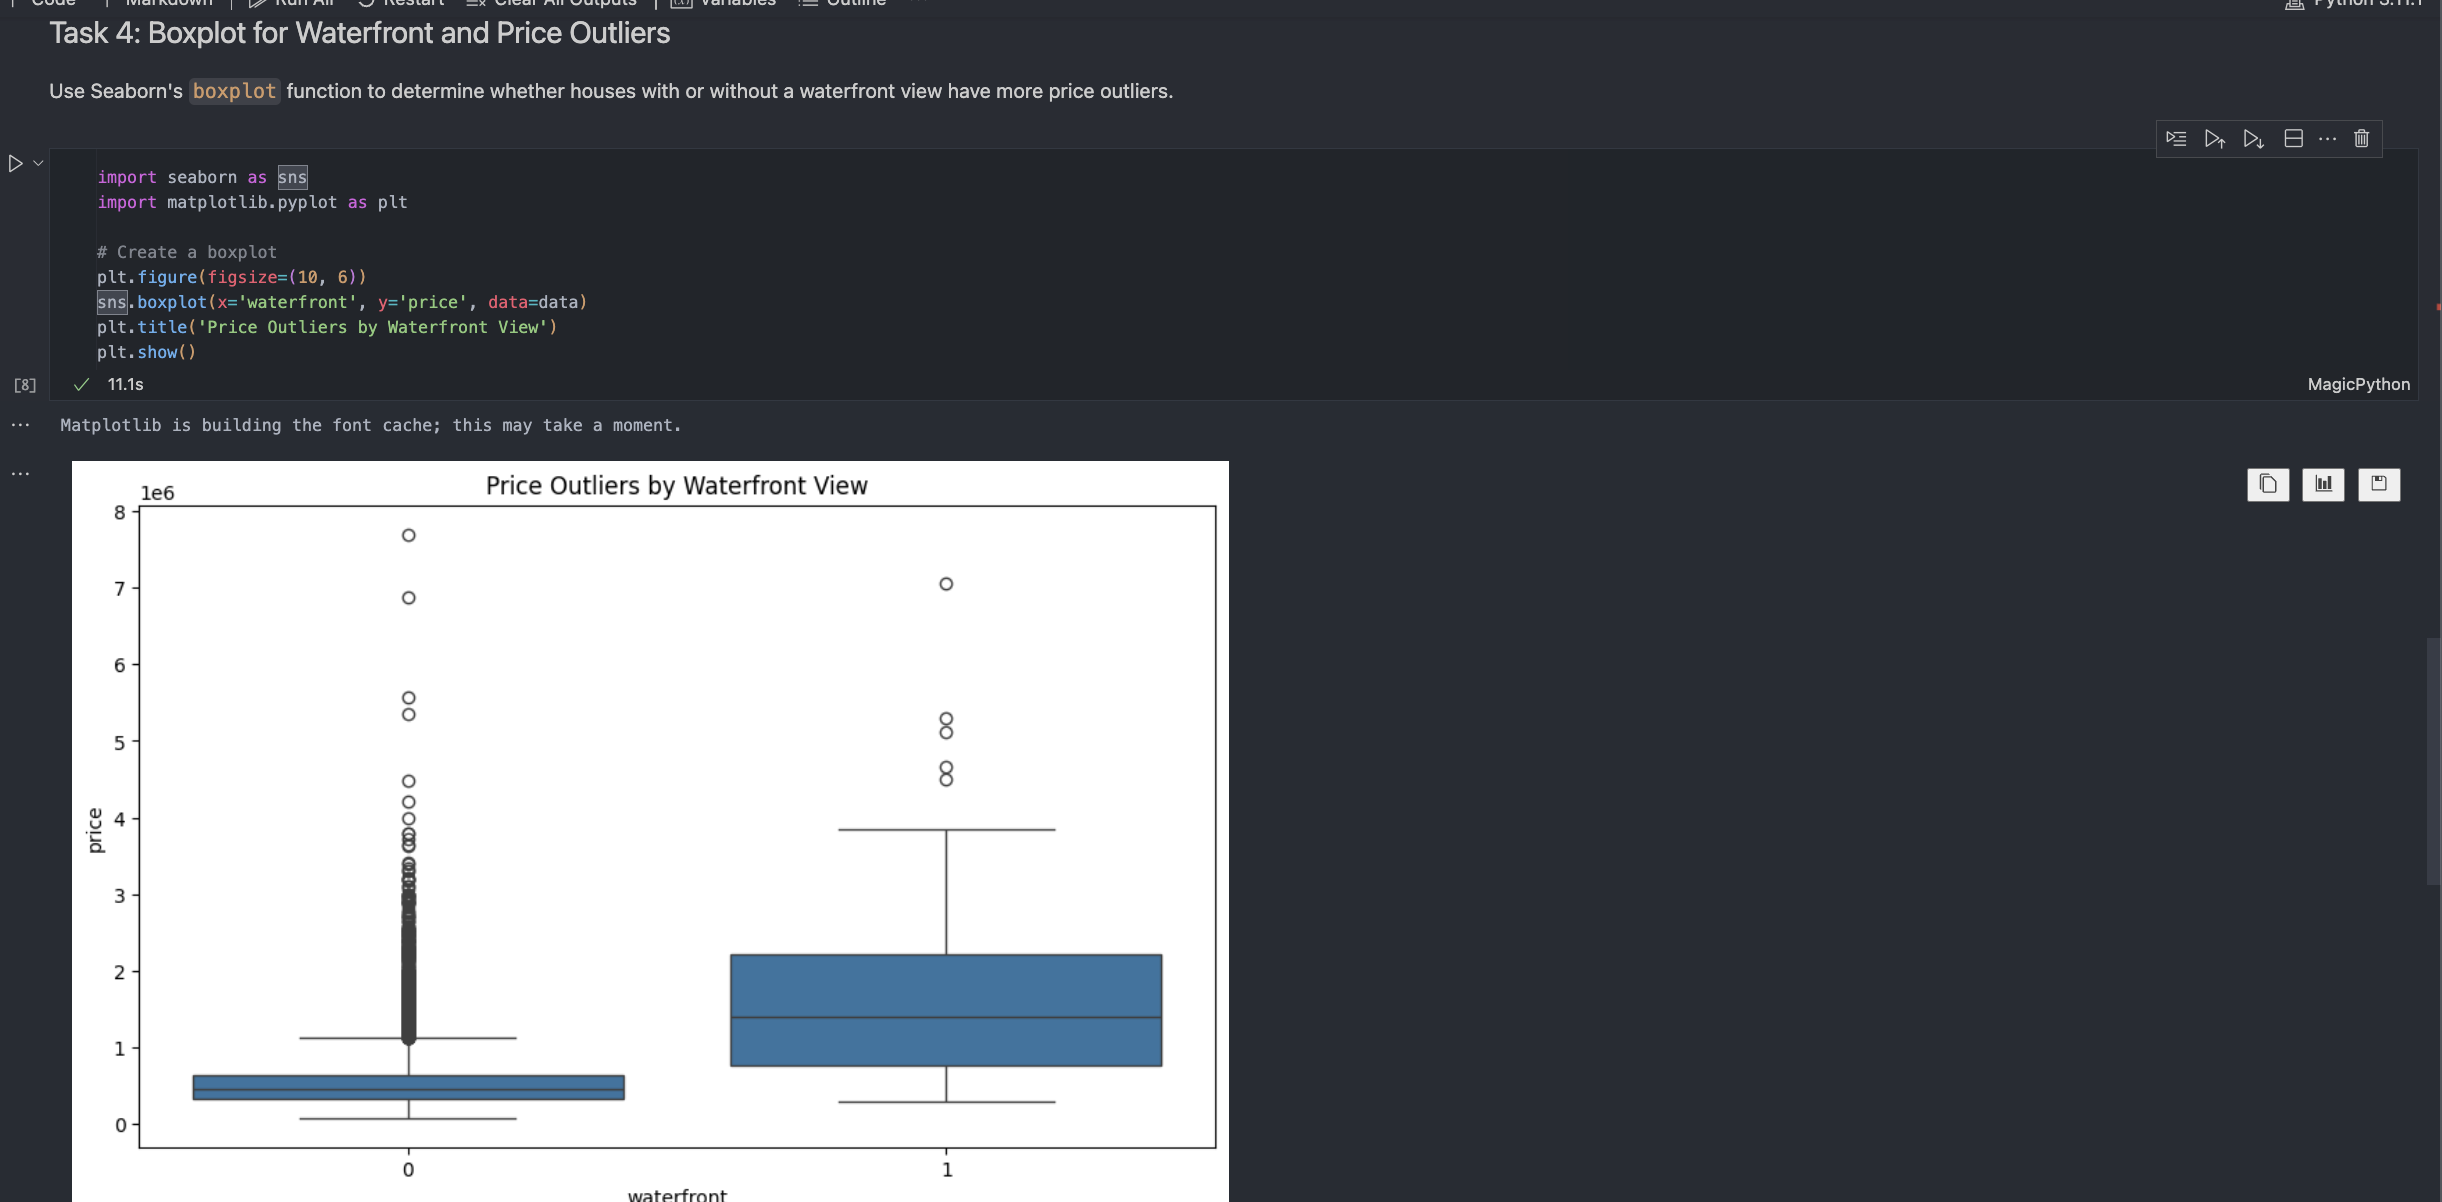 Code Markdown Run All Restart Clear All Outputs Variables Outline
Task 4: Boxplot for Waterfront and Price Outliers
Use Seaborn's boxplot function to determine whether houses with or without a waterfront view have more price outliers.
import seaborn as sns
import matplotlib.pyplot as plt
# Create a boxplot
plt.figure(figsize=(10, 6))
sns.boxplot(x='waterfront', y='price', data=data)
plt.title('Price Outliers by Waterfront View')
plt.show()
[8] 11.1s MagicPython
Matplotlib is building the font cache; this may take a moment.
Price Outliers by Waterfront View
1e6
8
7
6
5
4
3
2
1
0
price
0 1
waterfront